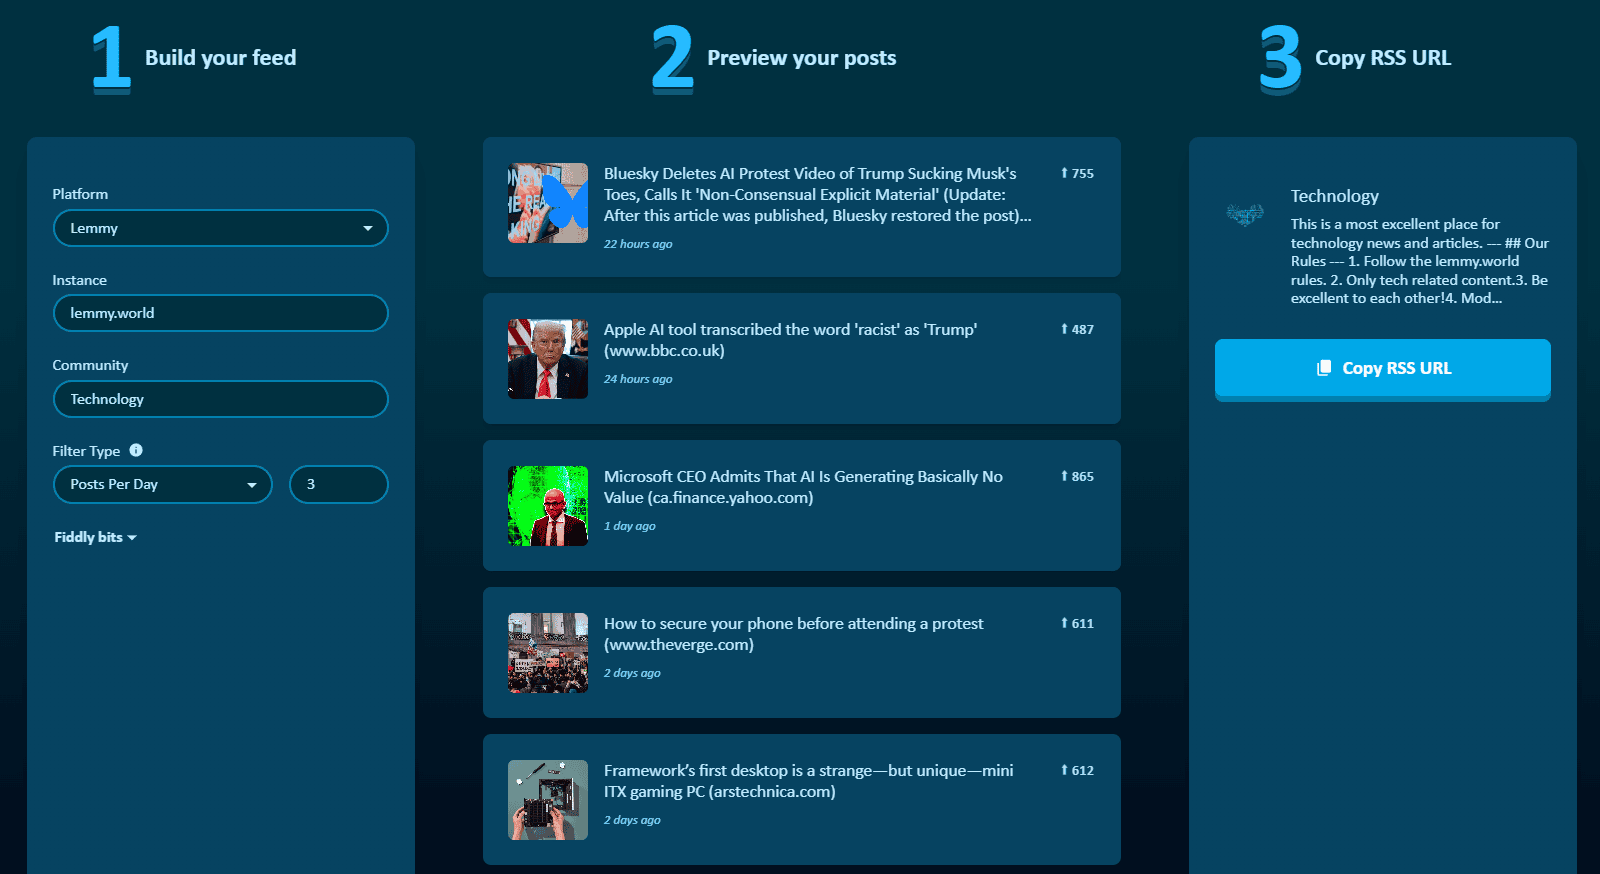 1 Build your feed
2 Preview your posts
3 Copy RSS URL
Platform
Lemmy
Instance
lemmy.world
Community
Technology
Filter Type
Posts Per Day
3
Fiddly bits
Bluesky Deletes AI Protest Video of Trump Sucking Musk's
Toes, Calls It 'Non-Consensual Explicit Material' (Update:
After this article was published, Bluesky restored the post)...
22 hours ago
755
Apple AI tool transcribed the word 'racist' as 'Trump'
(www.bbc.co.uk)
24 hours ago
487
Microsoft CEO Admits That AI Is Generating Basically No
Value (ca.finance.yahoo.com)
1 day ago
865
How to secure your phone before attending a protest
(www.theverge.com)
2 days ago
611
Framework’s first desktop is a strange—but unique—mini
ITX gaming PC (arstechnica.com)
2 days ago
612
Technology
This is a most excellent place for
technology news and articles. --- ## Our
Rules --- 1. Follow the lemmy.world
rules. 2. Only tech related content.3. Be
excellent to each other!4. Mod...
Copy RSS URL